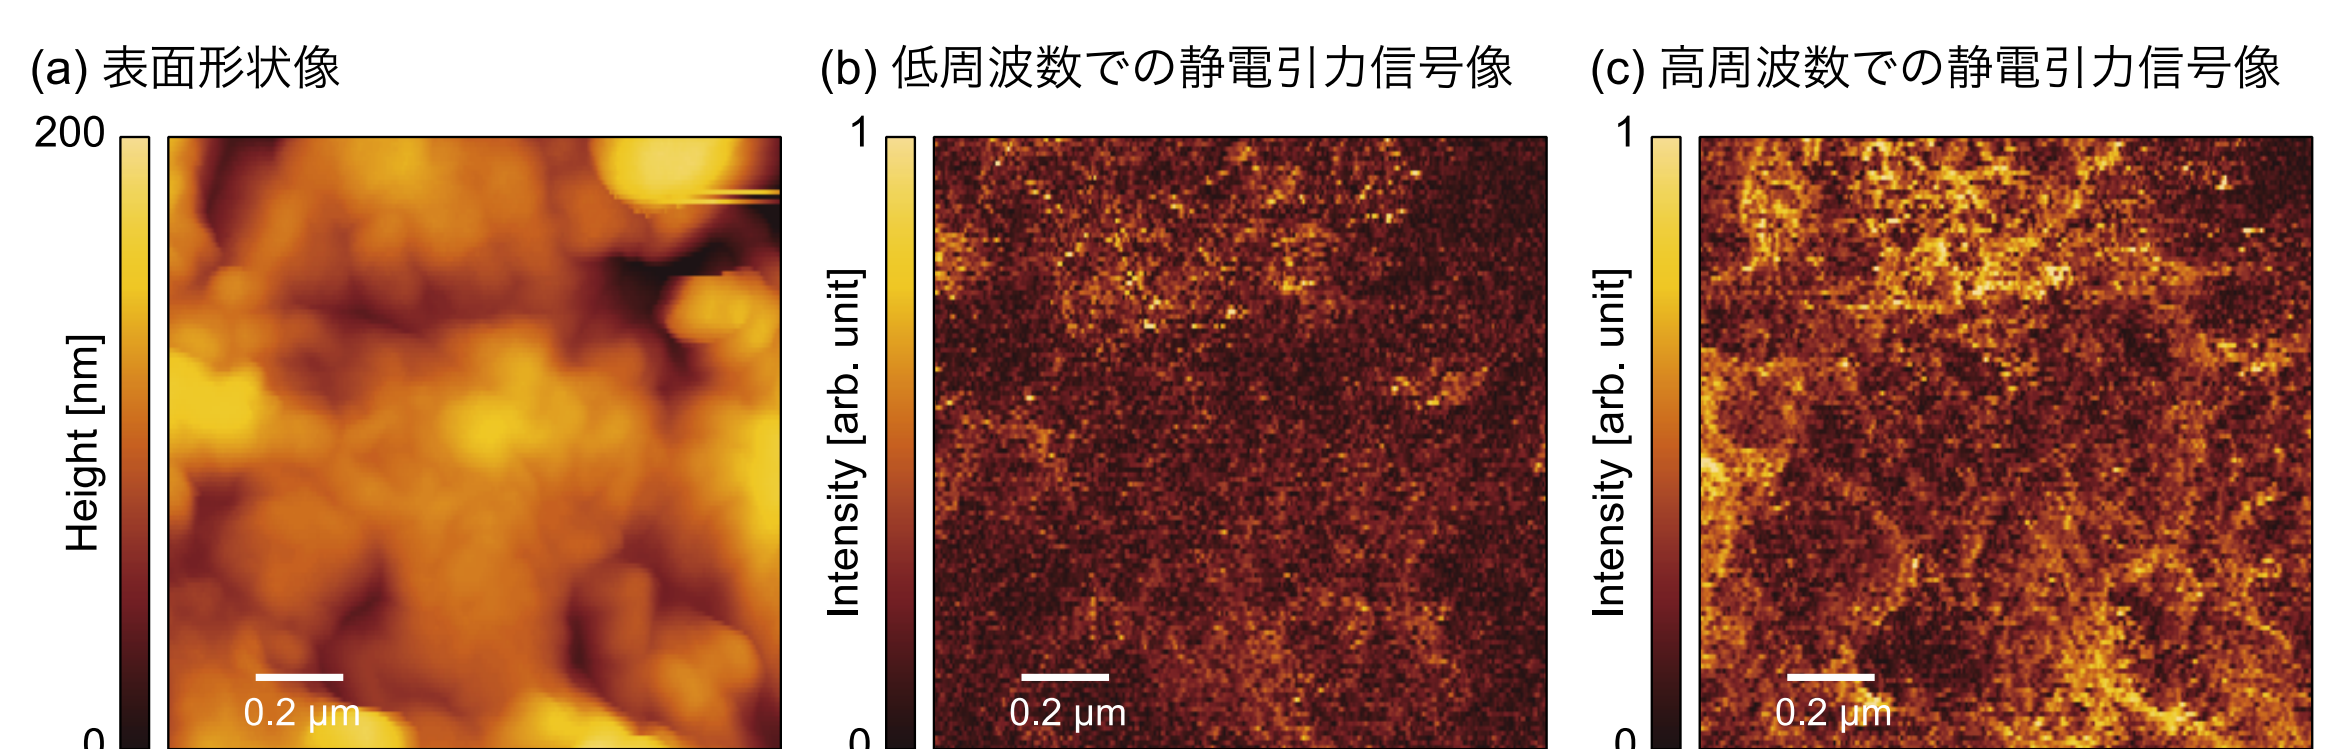 (a) 表面形状像
200
Height [nm]
0
0.2 μm
(b) 低周波数での静電引力信号像
1
Intensity [arb. unit]
0
0.2 μm
(c) 高周波数での静電引力信号像
1
Intensity [arb. unit]
0
0.2 μm